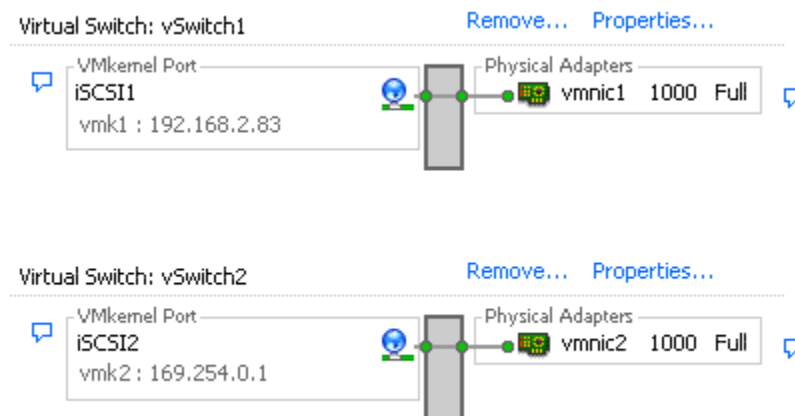 Virtual Switch: vSwitch1 Remove... Properties...
VMkernel Port Physical Adapters
iSCSI1 vmnic1 1000 Full
vmk1 : 192.168.2.83
Virtual Switch: vSwitch2 Remove... Properties...
VMkernel Port Physical Adapters
iSCSI2 vmnic2 1000 Full
vmk2 : 169.254.0.1